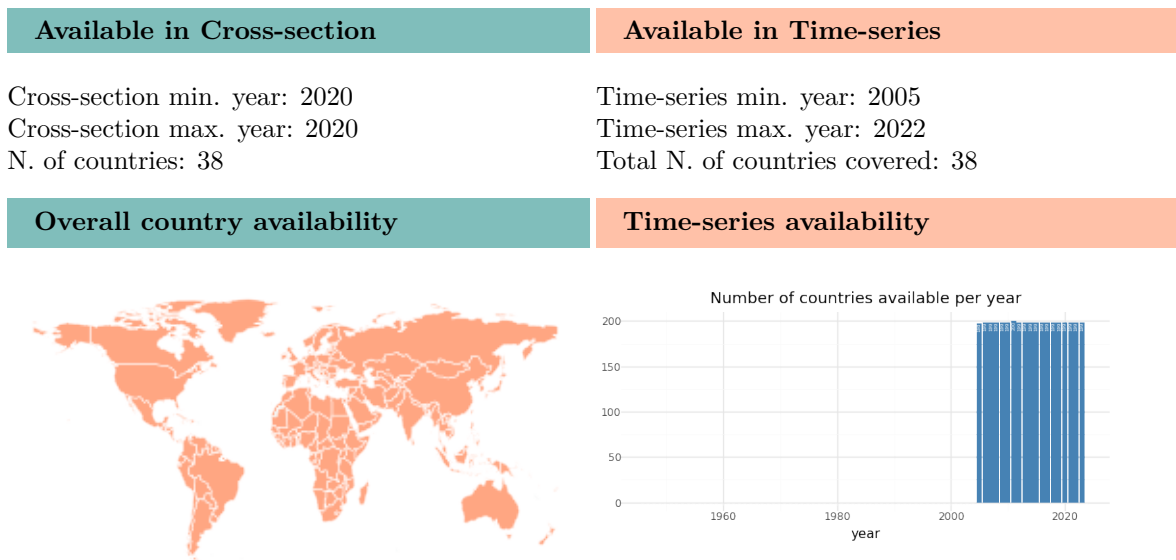 Available in Cross-section
Available in Time-series
Cross-section min. year: 2020
Cross-section max. year: 2020
N. of countries: 38
Time-series min. year: 2005
Time-series max. year: 2022
Total N. of countries covered: 38
Overall country availability
Time-series availability
Number of countries available per year
200
150
100
50
0
1960
1980
2000
2020
year